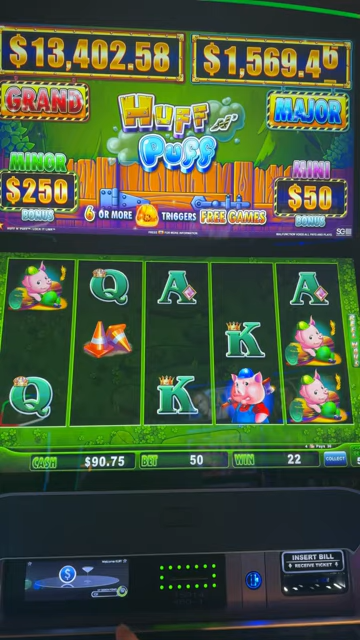 $13,402.58 $1,569.46
GRAND MAJOR
HUFF N' PUFF
MINOR MINI
$250 $50
BONUS BONUS
6 OR MORE TRIGGERS FREE GAMES
Q A A
K
Q K
CASH $90.75 BET 50 WIN 22 COLLECT
INSERT BILL
RECEIVE TICKET